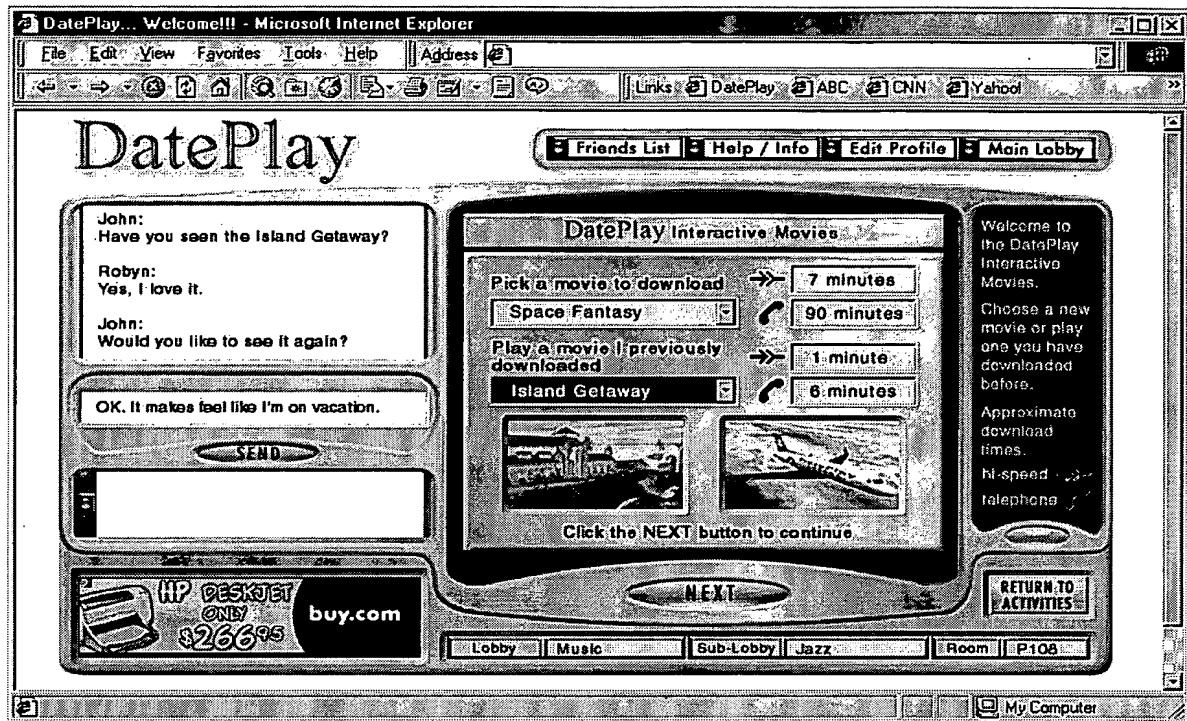 DatePlay... Welcome!!! - Microsoft Internet Explorer
File Edit View Favorites Tools Help Address
Links DatePlay ABC CNN Yahoo! »
DatePlay
Friends List Help / Info Edit Profile Main Lobby
John:
Have you seen the Island Getaway?
Robyn:
Yes, I love it.
John:
Would you like to see it again?
OK. It makes feel like I'm on vacation.
SEND
DatePlay Interactive Movies
Pick a movie to download
7 minutes
Space Fantasy
90 minutes
Play a movie I previously
downloaded
1 minute
Island Getaway
6 minutes
Click the NEXT button to continue
NEXT
Welcome to
the DatePlay
Interactive
Movies.
Choose a new
movie or play
one you have
downloaded
before.
Approximate
download
times.
hi-speed
telephone
RETURN TO
ACTIVITIES
HP DESKJET
ONLY
$266.95
buy.com
Lobby Music Sub-Lobby Jazz Room P108
My Computer